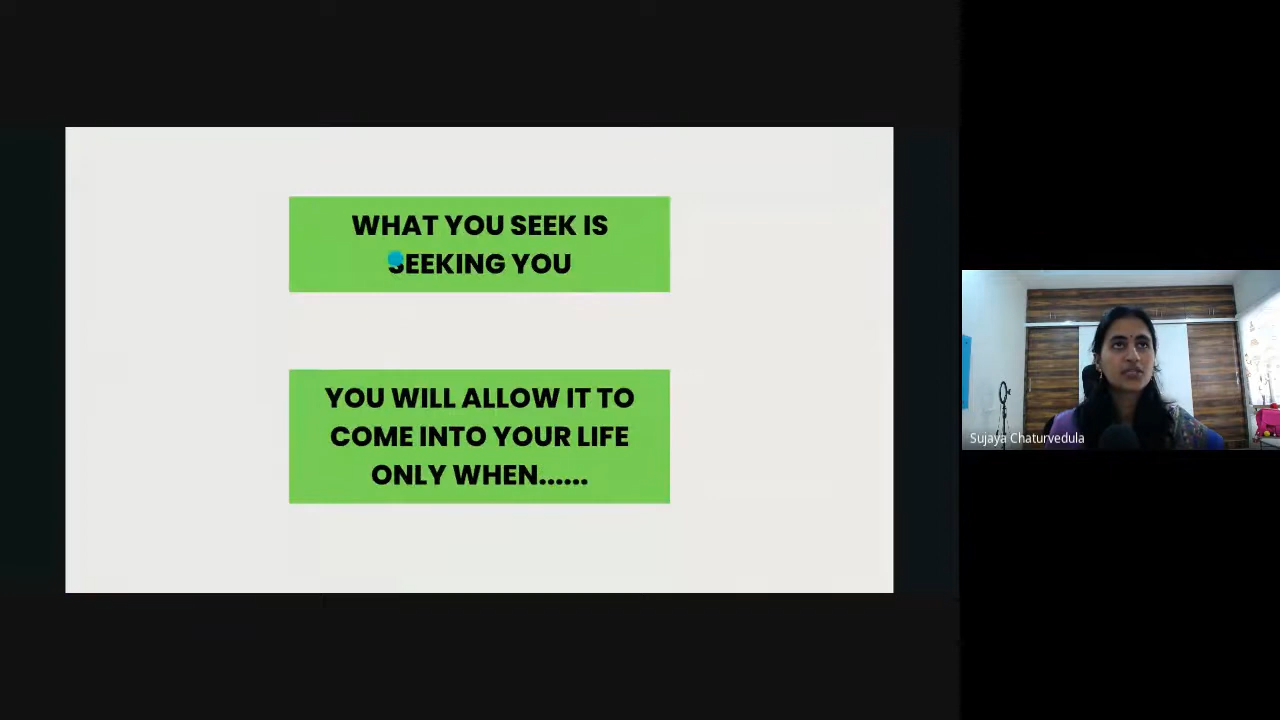 WHAT YOU SEEK IS
SEEKING YOU
YOU WILL ALLOW IT TO
COME INTO YOUR LIFE
ONLY WHEN......
Sujaya Chaturvedula